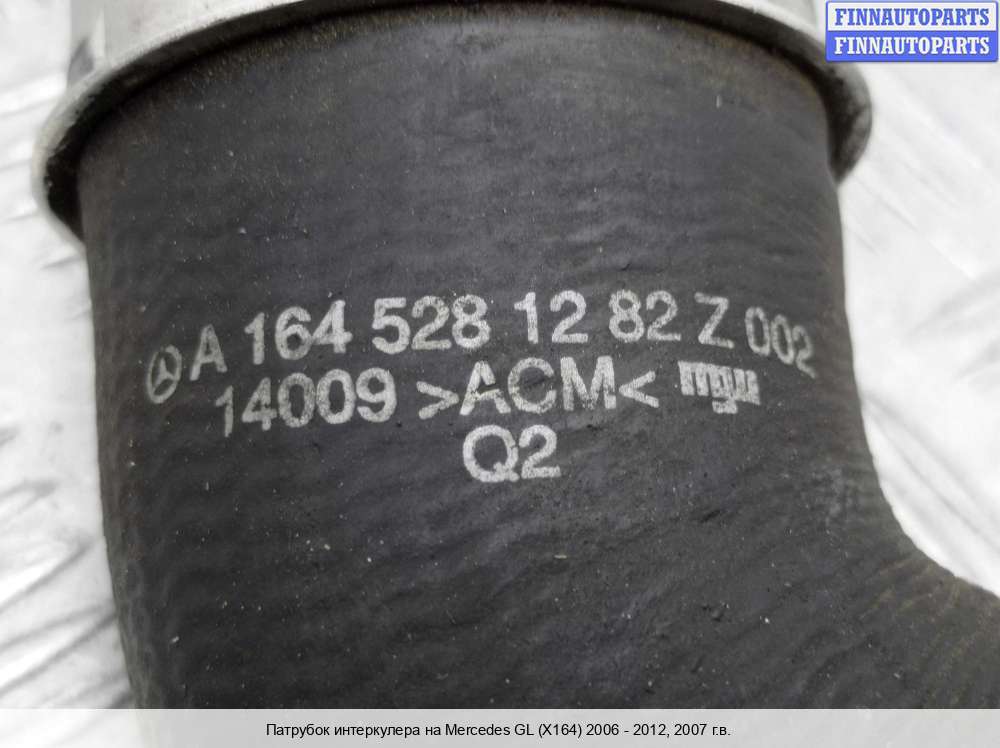 FINNAUTOPARTS
FINNAUTOPARTS
A 164 528 12 82 Z 002
14009 >ACM< mgw
Q2
Патрубок интеркулера на Mercedes GL (X164) 2006 - 2012, 2007 г.в.